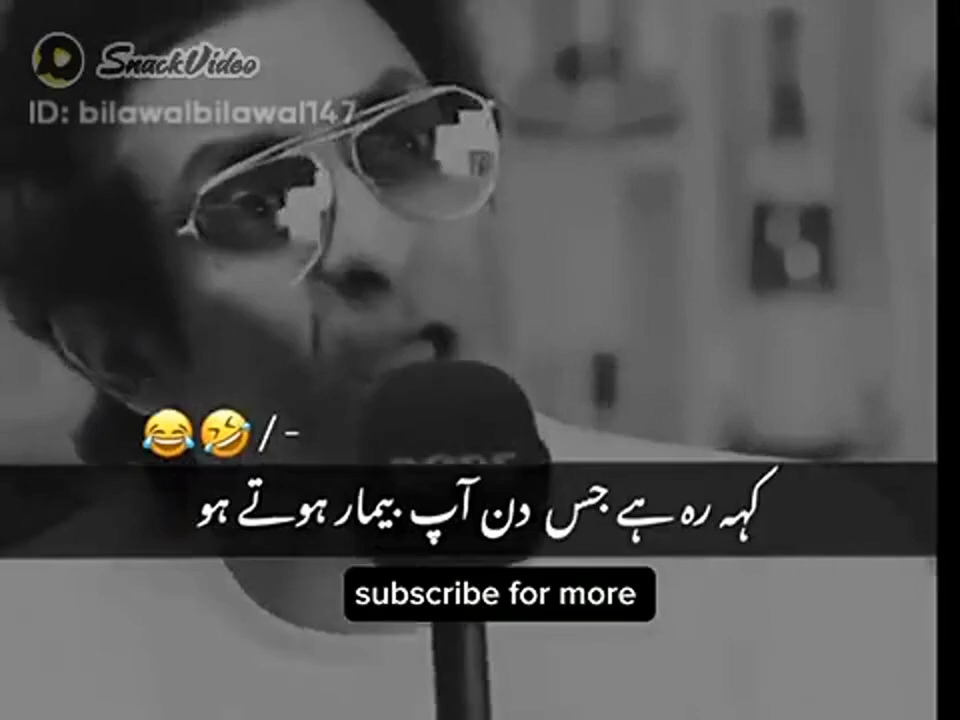 SnackVideo
ID: bilawalbilawal147
😂🤣/-
کہہ رہ ہے جس دن آپ بیمار ہوتے ہو
subscribe for more